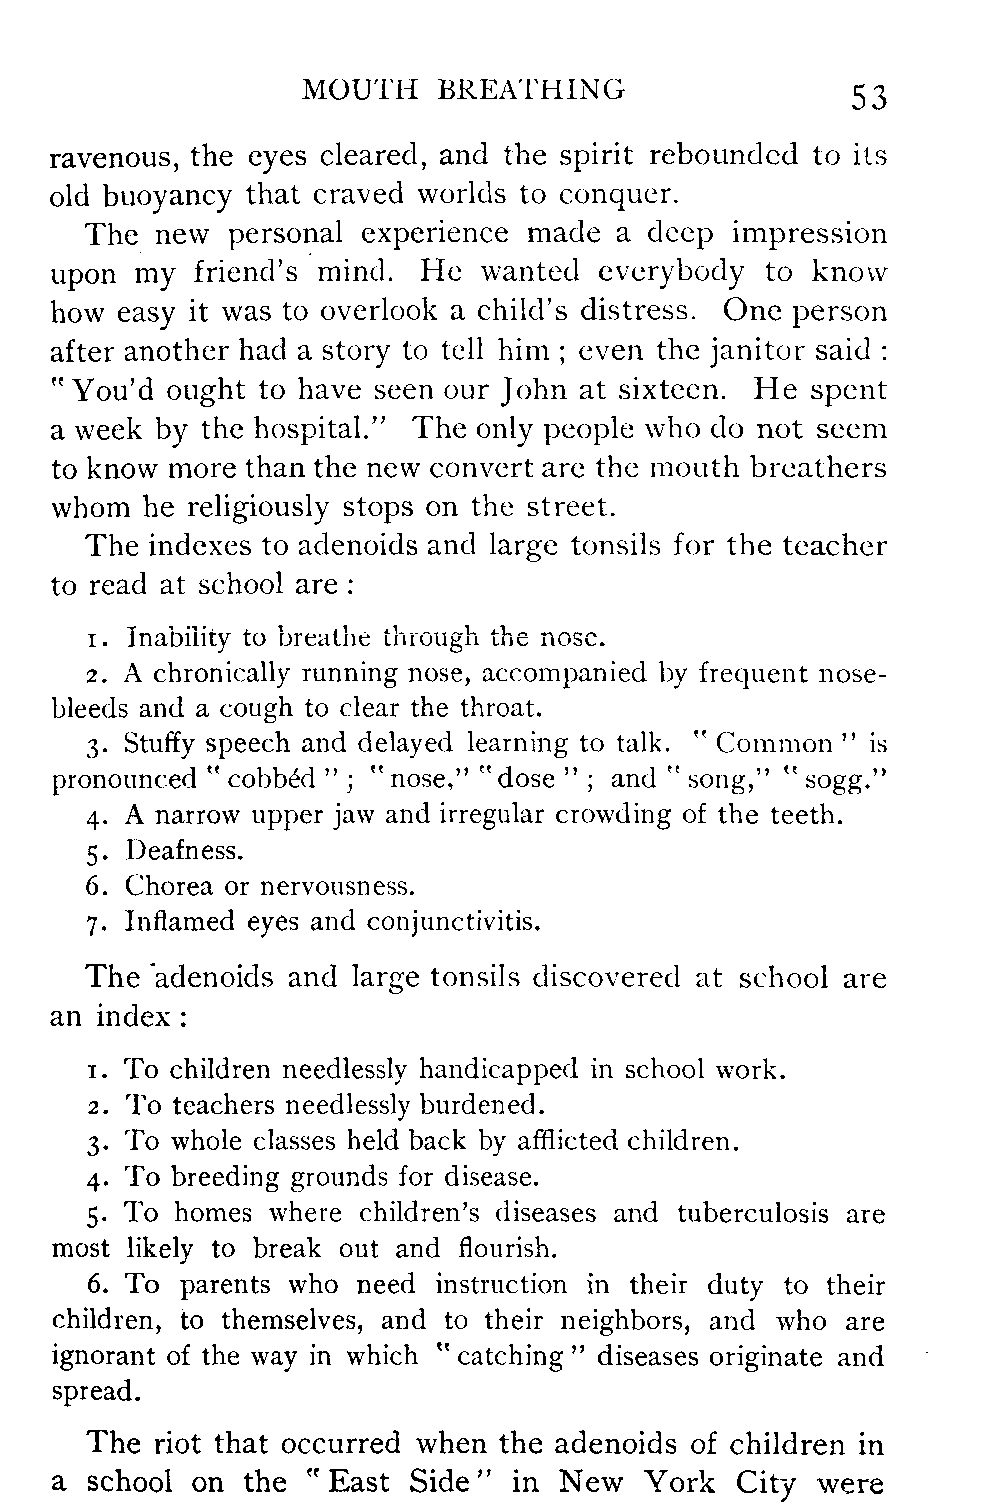 MOUTH BREATHING 53
ravenous, the eyes cleared, and the spirit rebounded to its
old buoyancy that craved worlds to conquer.
The new personal experience made a deep impression
upon my friend's mind. He wanted everybody to know
how easy it was to overlook a child's distress. One person
after another had a story to tell him ; even the janitor said :
"You'd ought to have seen our John at sixteen. He spent
a week by the hospital." The only people who do not seem
to know more than the new convert are the mouth breathers
whom he religiously stops on the street.
The indexes to adenoids and large tonsils for the teacher
to read at school are :
1. Inability to breathe through the nose.
2. A chronically running nose, accompanied by frequent nose-
bleeds and a cough to clear the throat.
3. Stuffy speech and delayed learning to talk. "Common" is
pronounced "cobbéd"; "nose," "dose"; and "song," "sogg."
4. A narrow upper jaw and irregular crowding of the teeth.
5. Deafness.
6. Chorea or nervousness.
7. Inflamed eyes and conjunctivitis.
The adenoids and large tonsils discovered at school are
an index :
1. To children needlessly handicapped in school work.
2. To teachers needlessly burdened.
3. To whole classes held back by afflicted children.
4. To breeding grounds for disease.
5. To homes where children's diseases and tuberculosis are
most likely to break out and flourish.
6. To parents who need instruction in their duty to their
children, to themselves, and to their neighbors, and who are
ignorant of the way in which "catching" diseases originate and
spread.
The riot that occurred when the adenoids of children in
a school on the "East Side" in New York City were